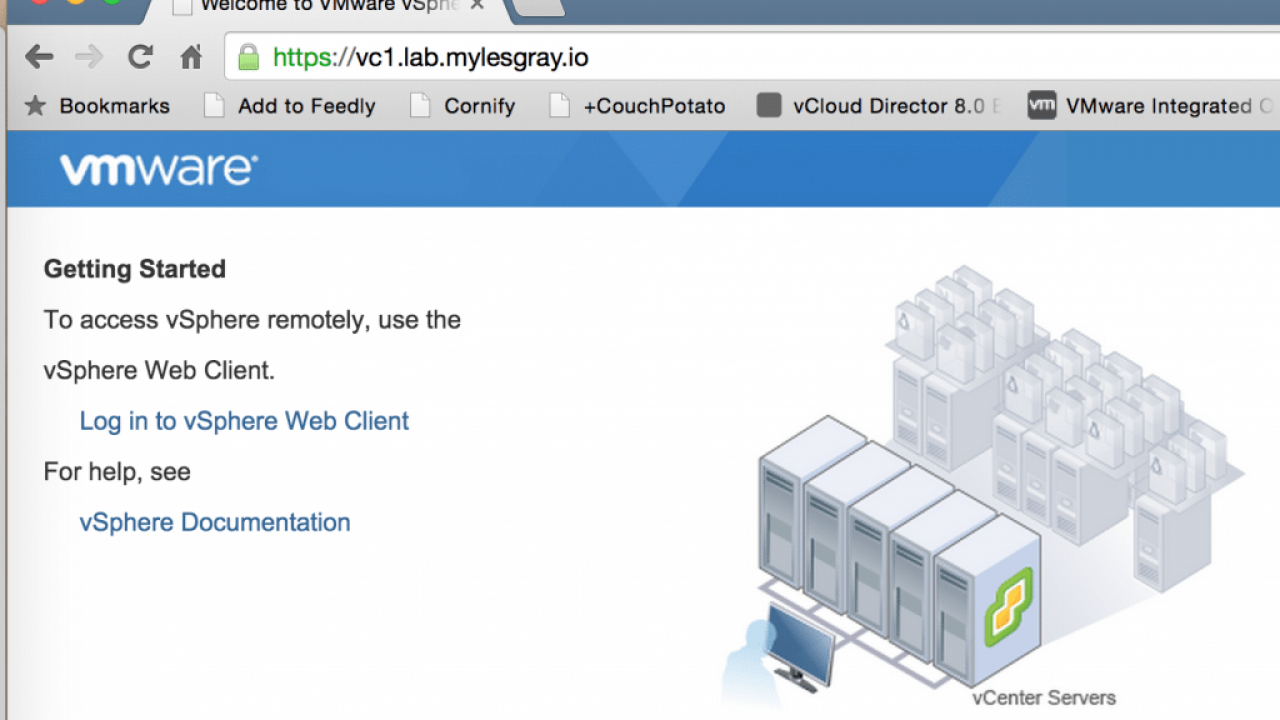 Welcome to VMware vSphe
https://vc1.lab.mylesgray.io
Bookmarks Add to Feedly Cornify +CouchPotato vCloud Director 8.0 vm VMware Integrated O
vmware
Getting Started
To access vSphere remotely, use the
vSphere Web Client.
Log in to vSphere Web Client
For help, see
vSphere Documentation
vCenter Servers